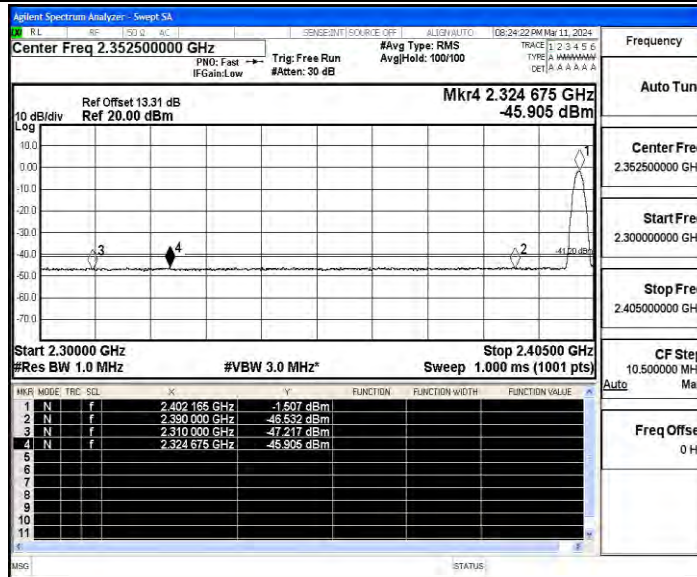 Agilent Spectrum Analyzer - Swept SA
RL RF 50 Ω AC SENSE:INT SOURCE OFF ALIGN AUTO 08:24:22 PM Mar 11, 2024
Center Freq 2.352500000 GHz
PNO: Fast
IFGain:Low
Trig: Free Run
#Atten: 30 dB
#Avg Type: RMS
Avg|Hold: 100/100
TRACE 1 2 3 4 5 6
TYPE A
DET A A A A A A
Ref Offset 13.31 dB
10 dB/div Ref 20.00 dBm
Log
Mkr4 2.324 675 GHz
-45.905 dBm
10.0
0.00
-10.0
-20.0
-30.0
-40.0
-50.0
-60.0
-70.0
1
2
3
4
Start 2.30000 GHz Stop 2.40500 GHz
#Res BW 1.0 MHz #VBW 3.0 MHz* Sweep 1.000 ms (1001 pts)
MKR MODE TRC SCL X Y FUNCTION FUNCTION WIDTH FUNCTION VALUE
1 N f 2.402 165 GHz -1.507 dBm
2 N f 2.390 000 GHz -46.532 dBm
3 N f 2.310 000 GHz -47.217 dBm
4 N f 2.324 675 GHz -45.905 dBm
5
6
7
8
9
10
11
MSG STATUS
Frequency
Auto Tun
Center Fre
2.352500000 GH
Start Fre
2.300000000 GH
Stop Fre
2.405000000 GH
CF Step
10.500000 MH
Auto Ma
Freq Offse
0 H